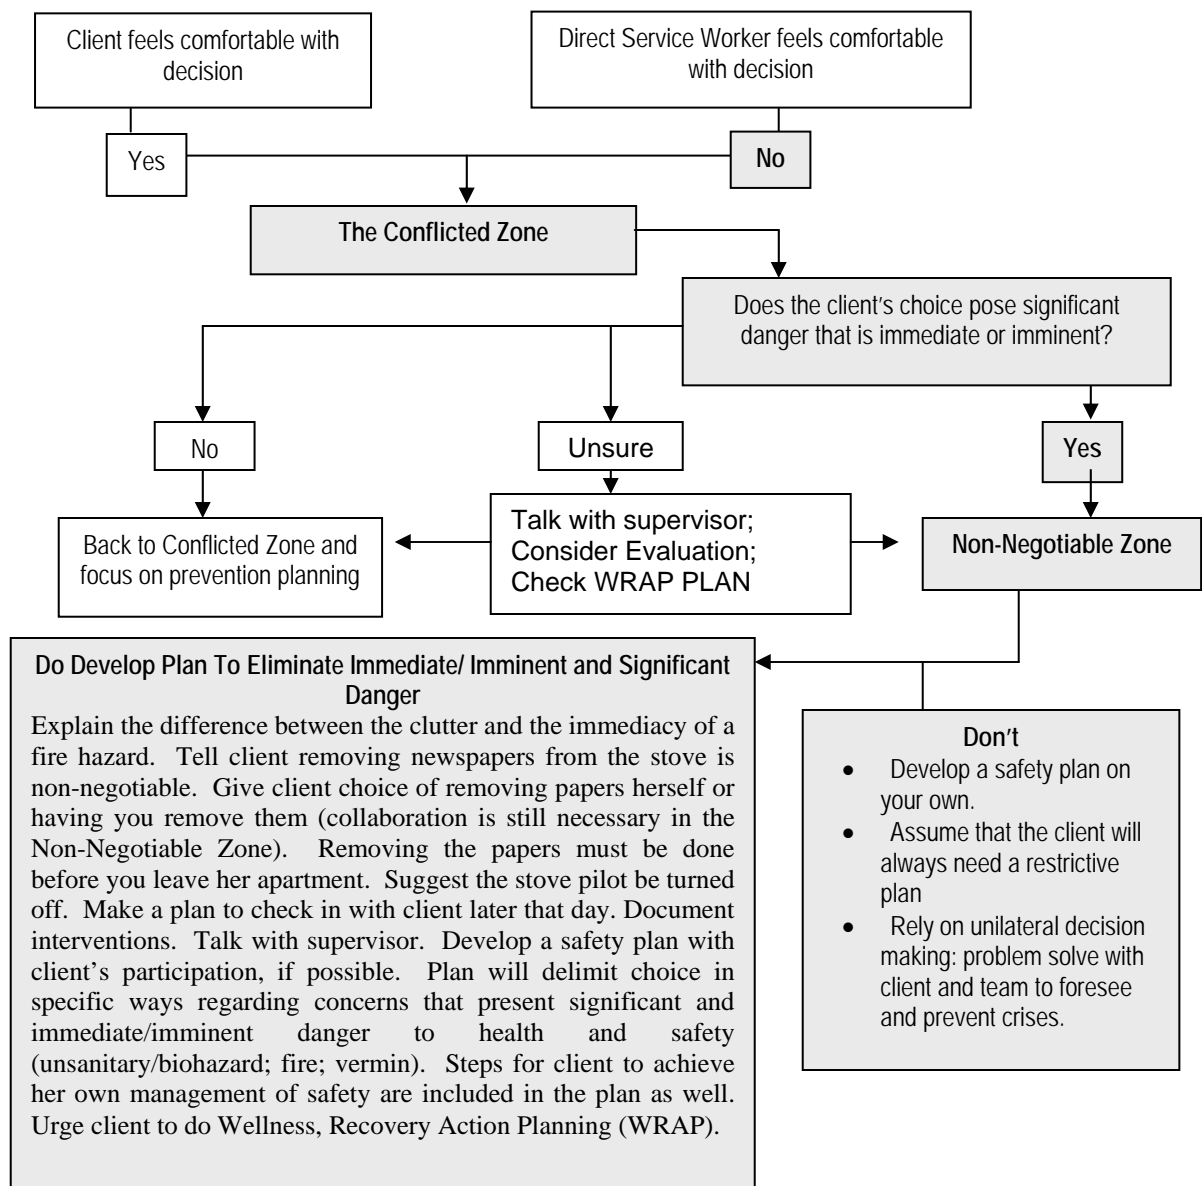 Client feels comfortable with
decision
Direct Service Worker feels comfortable
with decision
Yes
No
The Conflicted Zone
Does the client's choice pose significant
danger that is immediate or imminent?
No
Unsure
Yes
Back to Conflicted Zone and
focus on prevention planning
Talk with supervisor;
Consider Evaluation;
Check WRAP PLAN
Non-Negotiable Zone
Do Develop Plan To Eliminate Immediate/ Imminent and Significant
Danger
Explain the difference between the clutter and the immediacy of a
fire hazard. Tell client removing newspapers from the stove is
non-negotiable. Give client choice of removing papers herself or
having you remove them (collaboration is still necessary in the
Non-Negotiable Zone). Removing the papers must be done
before you leave her apartment. Suggest the stove pilot be turned
off. Make a plan to check in with client later that day. Document
interventions. Talk with supervisor. Develop a safety plan with
client's participation, if possible. Plan will delimit choice in
specific ways regarding concerns that present significant and
immediate/imminent danger to health and safety
(unsanitary/biohazard; fire; vermin). Steps for client to achieve
her own management of safety are included in the plan as well.
Urge client to do Wellness, Recovery Action Planning (WRAP).
Don't
• Develop a safety plan on
your own.
• Assume that the client will
always need a restrictive
plan
• Rely on unilateral decision
making: problem solve with
client and team to foresee
and prevent crises.